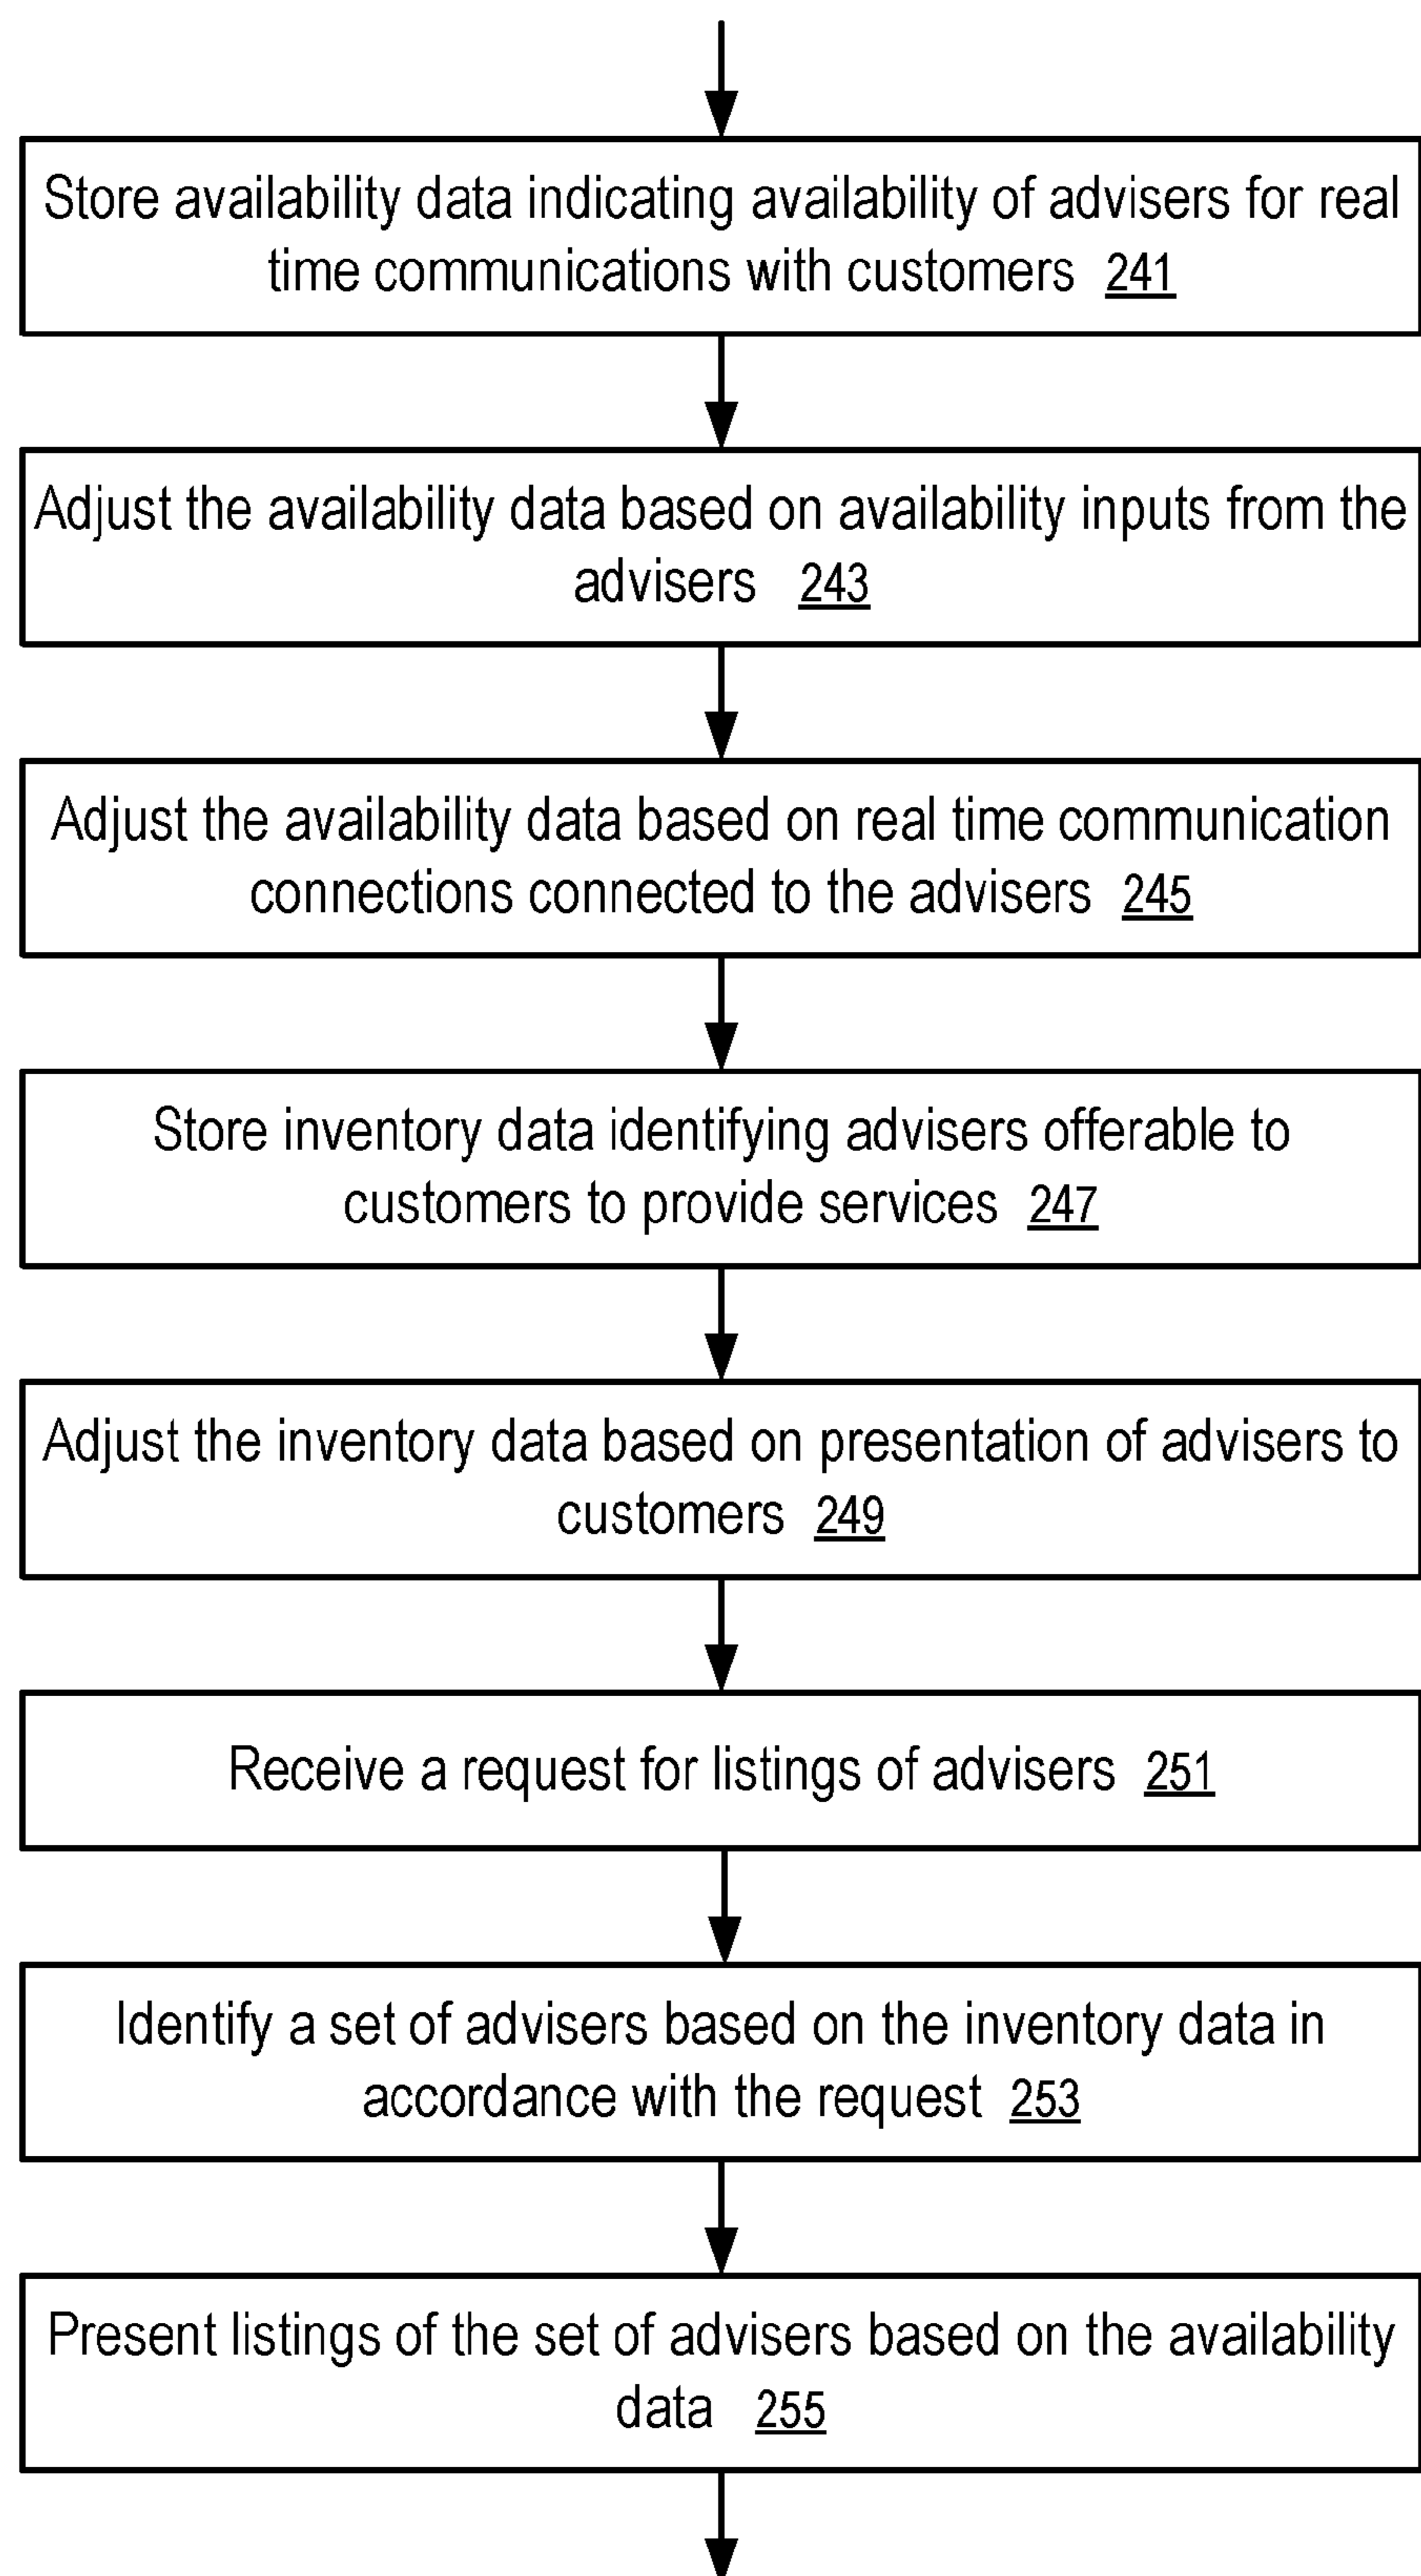 Store availability data indicating availability of advisers for real
time communications with customers 241
Adjust the availability data based on availability inputs from the
advisers 243
Adjust the availability data based on real time communication
connections connected to the advisers 245
Store inventory data identifying advisers offerable to
customers to provide services 247
Adjust the inventory data based on presentation of advisers to
customers 249
Receive a request for listings of advisers 251
Identify a set of advisers based on the inventory data in
accordance with the request 253
Present listings of the set of advisers based on the availability
data 255